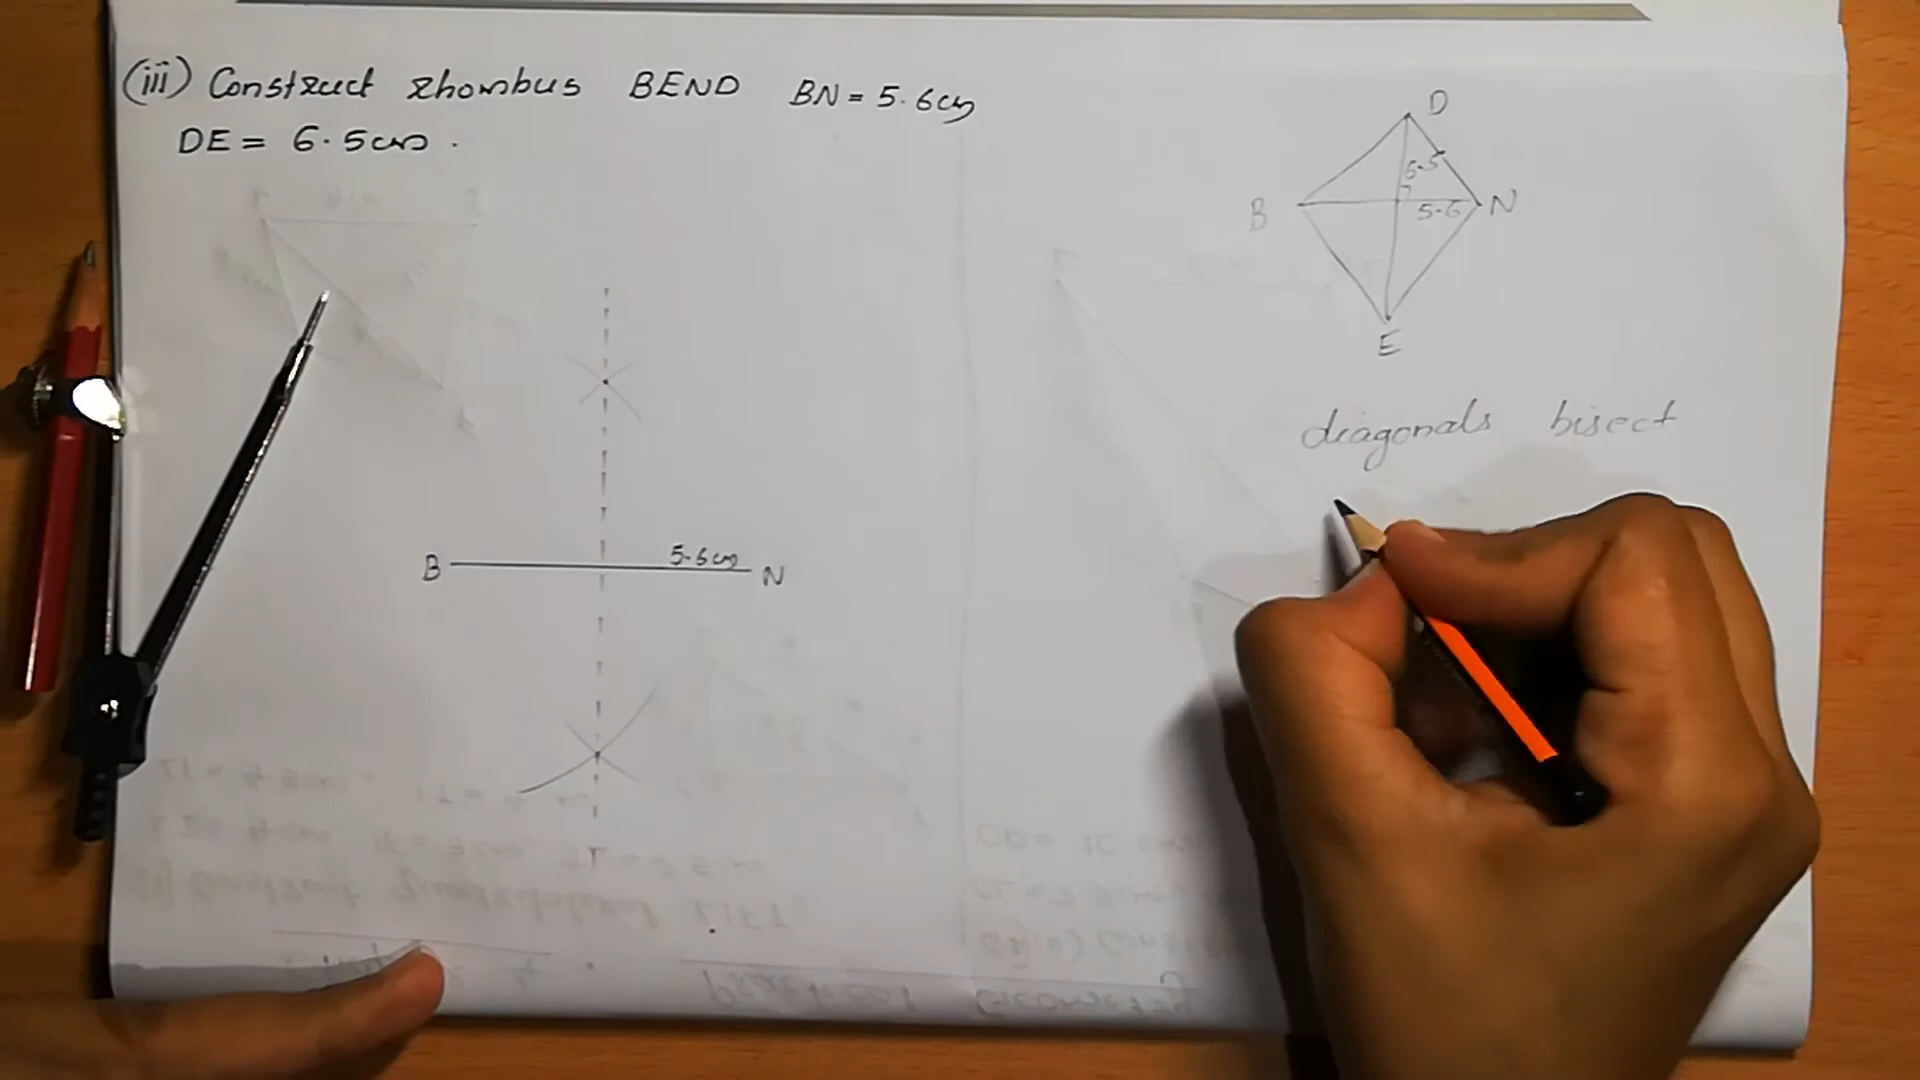 (iii) Construct rhombus BEND BN = 5.6cm
DE = 6.5cm.
D
6.5
B 5.6 N
E
diagonals bisect
B 5.6cm N